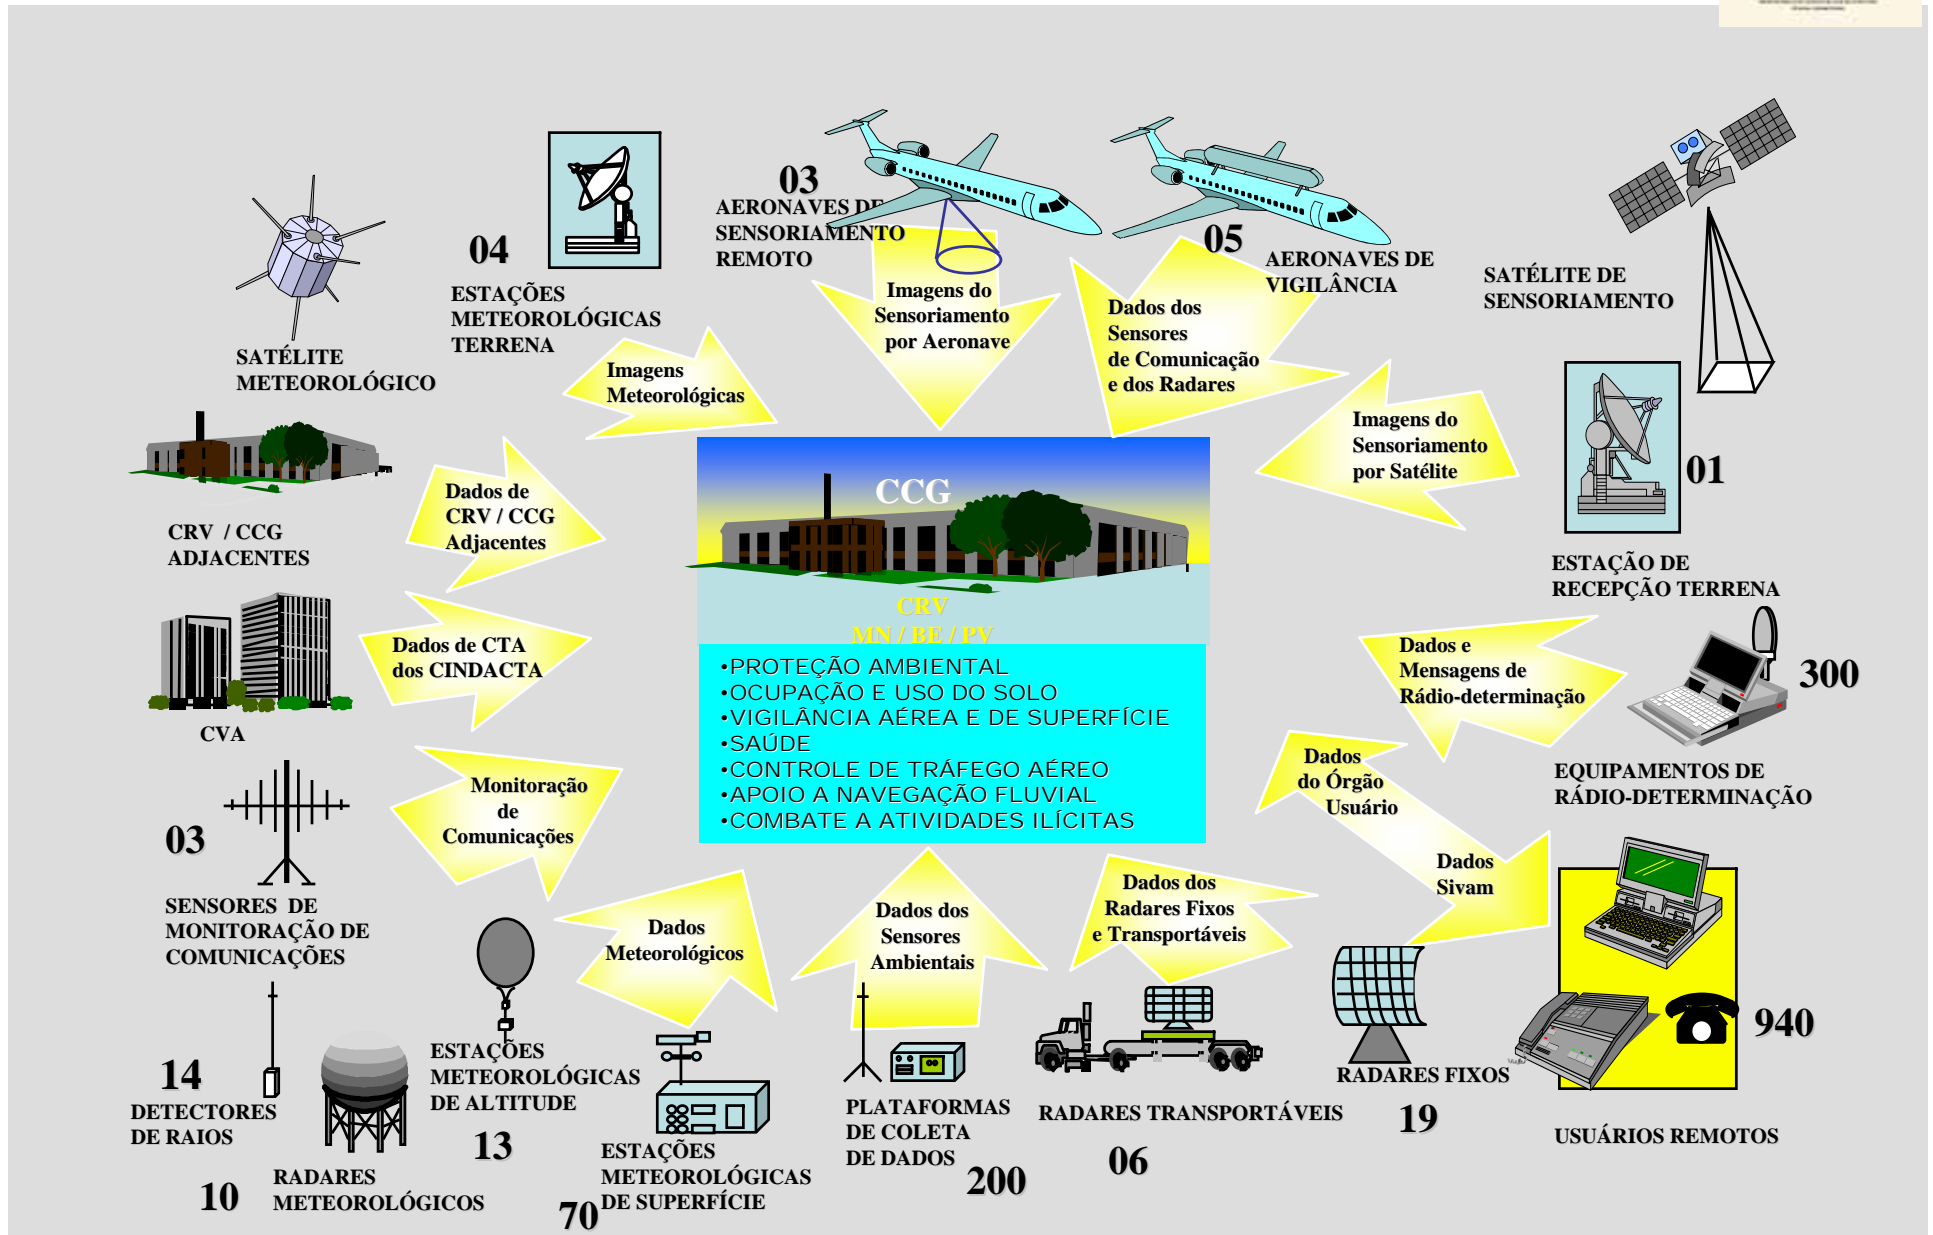 03
AERONAVES DE
SENSORIAMENTO
REMOTO
04
ESTAÇÕES
METEOROLÓGICAS
TERRENA
05
AERONAVES DE
VIGILÂNCIA
SATÉLITE DE
SENSORIAMENTO
SATÉLITE
METEOROLÓGICO
Imagens
Meteorológicas
Imagens do
Sensoriamento
por Aeronave
Dados dos
Sensores
de Comunicação
e dos Radares
Imagens do
Sensoriamento
por Satélite
01
ESTAÇÃO DE
RECEPÇÃO TERRENA
CRV / CCG
ADJACENTES
Dados de
CRV / CCG
Adjacentes
CCG
CRV
MN / BE / PV
•PROTEÇÃO AMBIENTAL
•OCUPAÇÃO E USO DO SOLO
•VIGILÂNCIA AÉREA E DE SUPERFÍCIE
•SAÚDE
•CONTROLE DE TRÁFEGO AÉREO
•APOIO A NAVEGAÇÃO FLUVIAL
•COMBATE A ATIVIDADES ILÍCITAS
CVA
Dados de CTA
dos CINDACTA
Dados e
Mensagens de
Rádio-determinação
300
EQUIPAMENTOS DE
RÁDIO-DETERMINAÇÃO
03
SENSORES DE
MONITORAÇÃO DE
COMUNICAÇÕES
Monitoração
de
Comunicações
Dados
do Órgão
Usuário
Dados
Sivam
Dados
Meteorológicos
Dados dos
Sensores
Ambientais
Dados dos
Radares Fixos
e Transportáveis
940
USUÁRIOS REMOTOS
14
DETECTORES
DE RAIOS
10
RADARES
METEOROLÓGICOS
ESTAÇÕES
METEOROLÓGICAS
DE ALTITUDE
13
70
ESTAÇÕES
METEOROLÓGICAS
DE SUPERFÍCIE
PLATAFORMAS
DE COLETA
DE DADOS
200
RADARES TRANSPORTÁVEIS
06
RADARES FIXOS
19